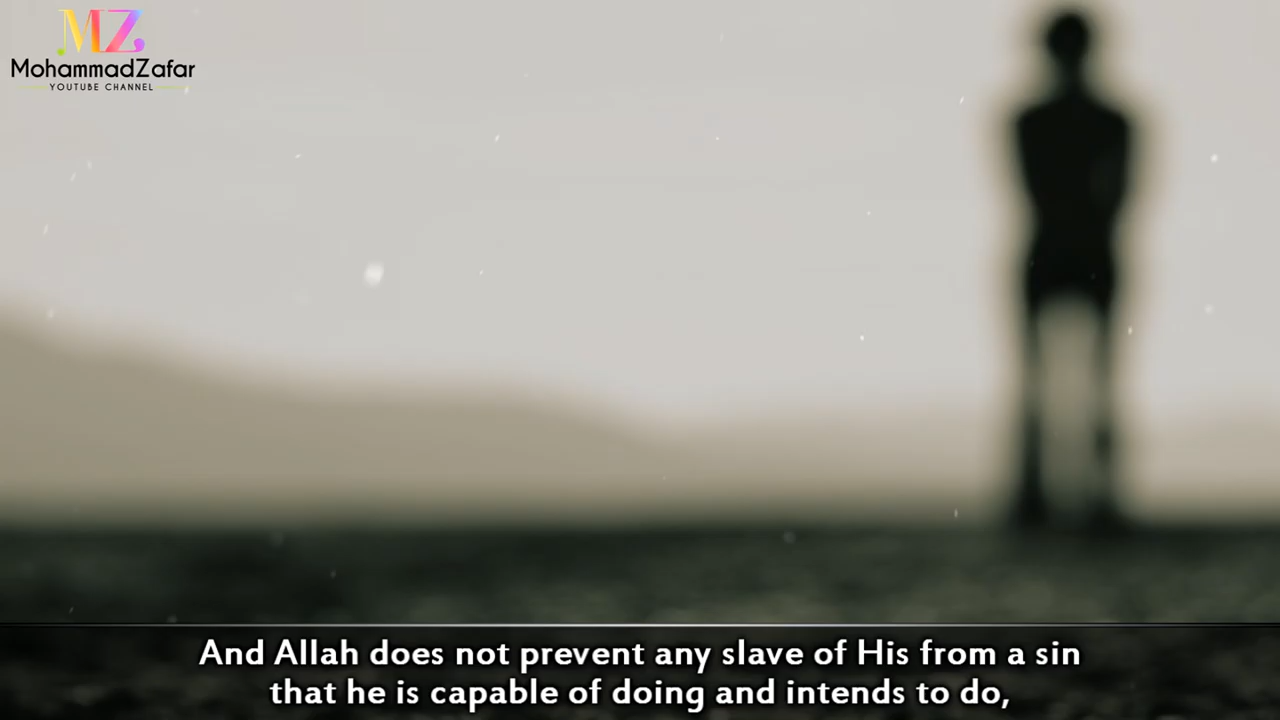 MZ
MohammadZafar
YOUTUBE CHANNEL
And Allah does not prevent any slave of His from a sin
that he is capable of doing and intends to do,